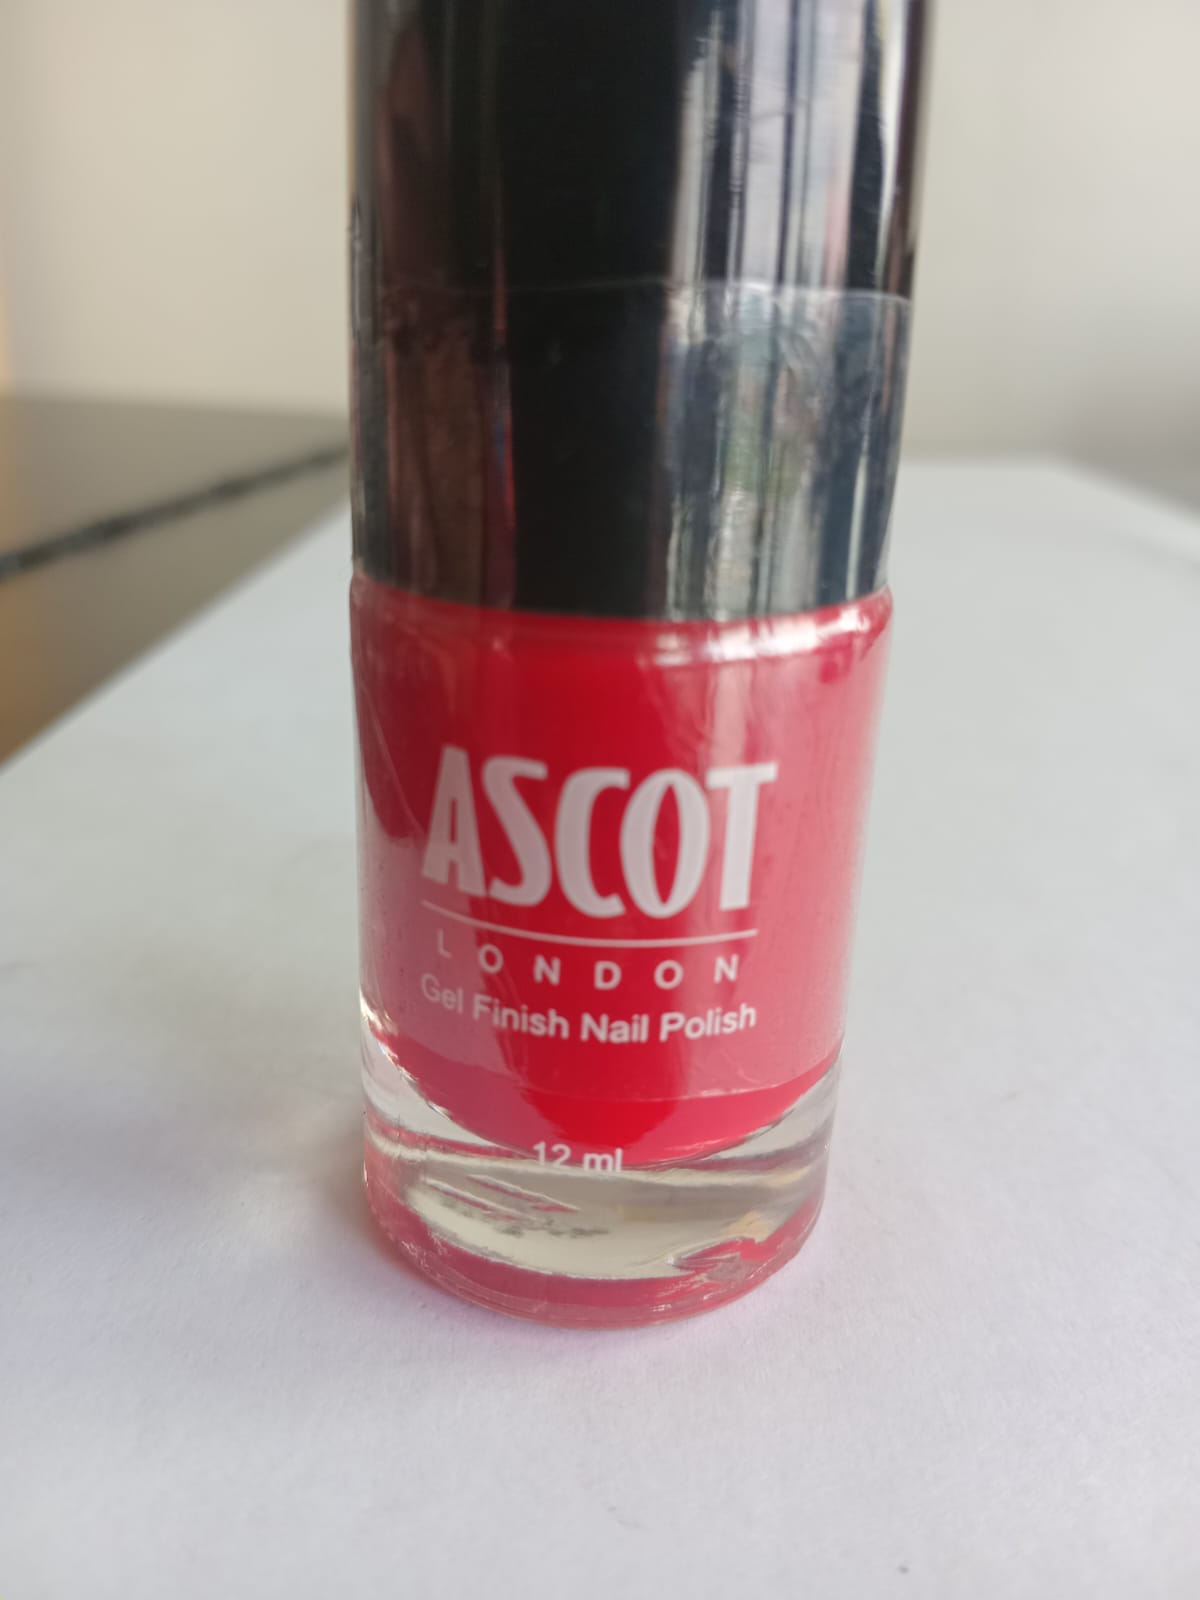 ASCOT
LONDON
Gel Finish Nail Polish
12 ml